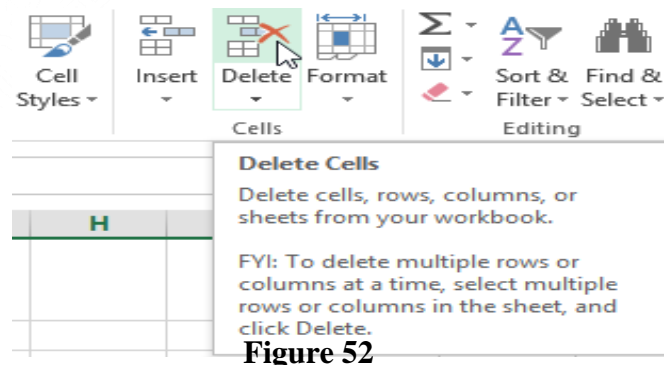 Cell
Styles
Insert
Delete
Format
Sort &
Filter
Find &
Select
Cells
Editing
Delete Cells
Delete cells, rows, columns, or
sheets from your workbook.
FYI: To delete multiple rows or
columns at a time, select multiple
rows or columns in the sheet, and
click Delete.
H
Figure 52